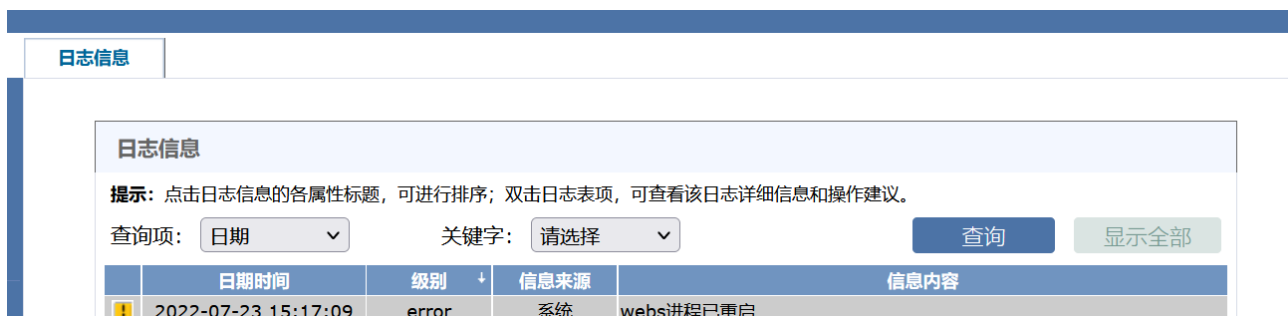 日志信息
日志信息
提示：点击日志信息的各属性标题，可进行排序；双击日志表项，可查看该日志详细信息和操作建议。
查询项： 日期 关键字： 请选择 查询 显示全部
日期时间 级别 信息来源 信息内容
2022-07-23 15:17:09 error 系统 webs进程已重启